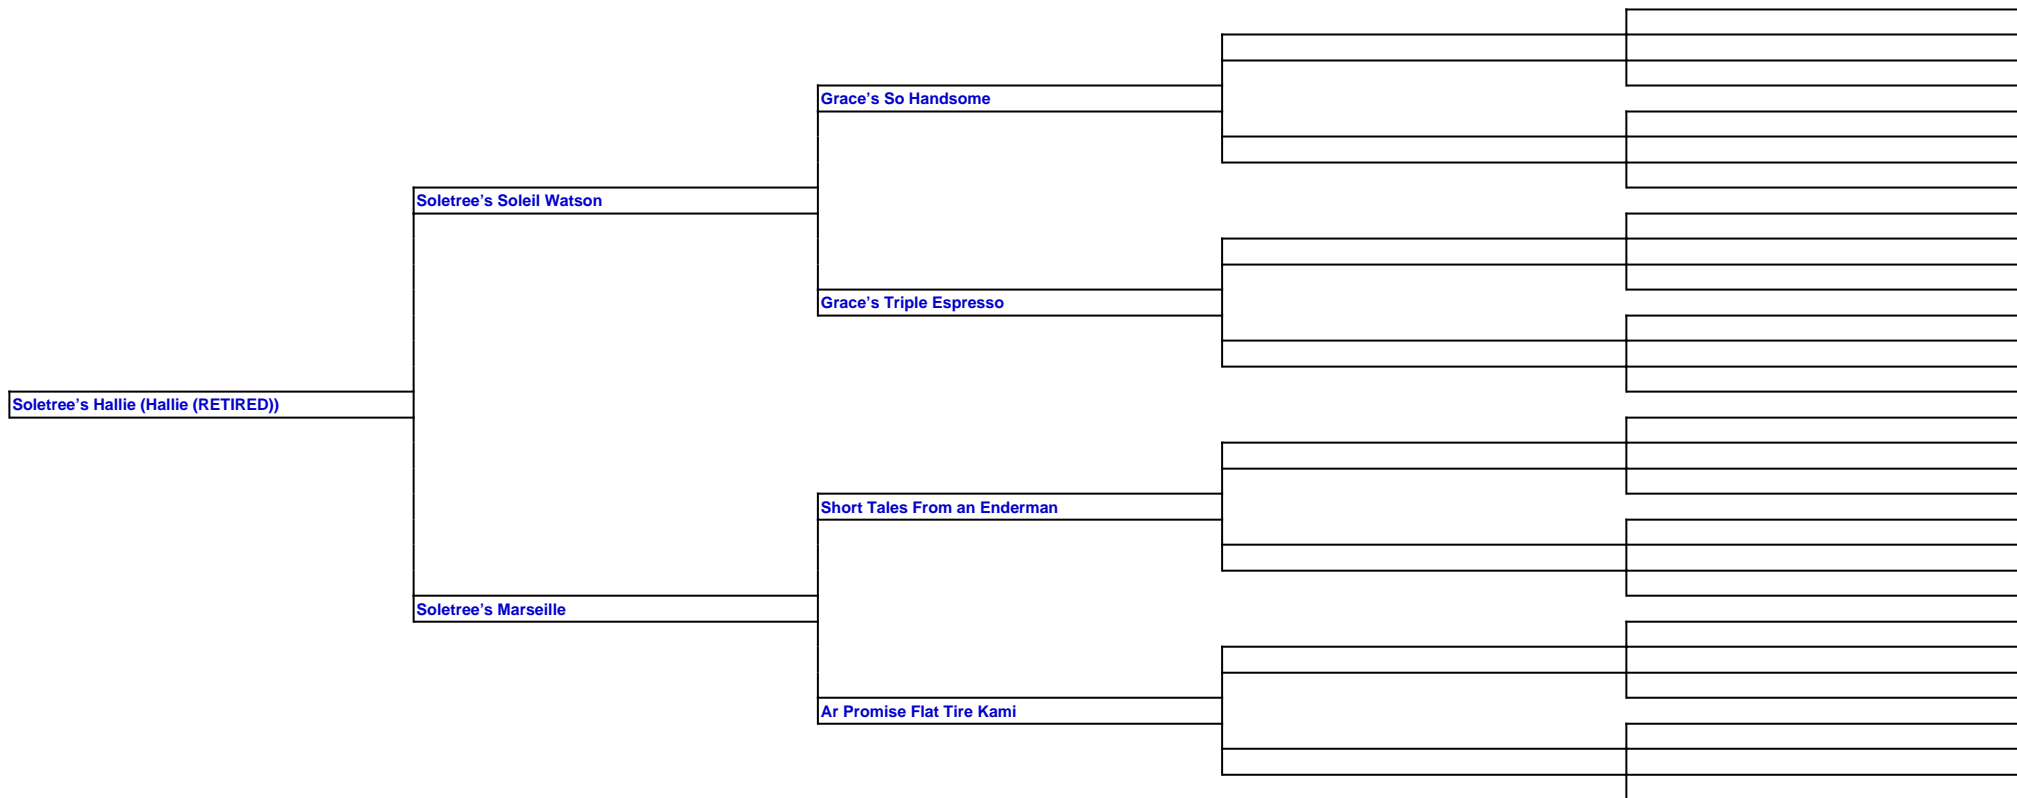 Grace’s So Handsome
Soletree’s Soleil Watson
Grace’s Triple Espresso
Soletree’s Hallie (Hallie (RETIRED))
Short Tales From an Enderman
Soletree’s Marseille
Ar Promise Flat Tire Kami